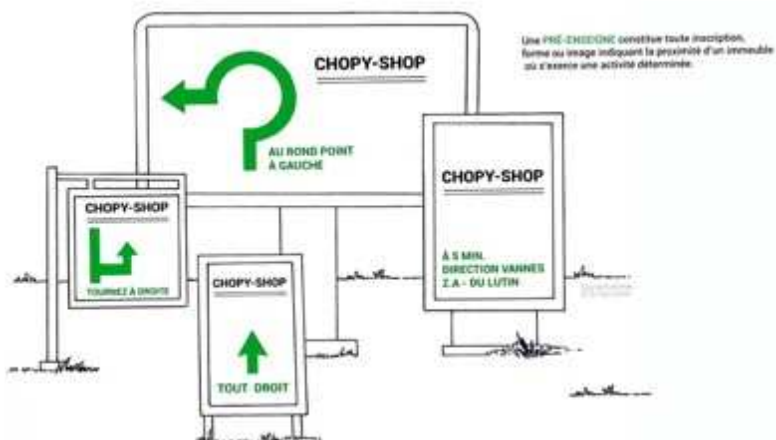 CHOPY-SHOP
AU ROND POINT
À GAUCHE
Une PRÉ-ENSEIGNE constitue toute inscription,
forme ou image indiquant la proximité d'un immeuble
où s'exerce une activité déterminée.
CHOPY-SHOP
TOURNEZ À DROITE
CHOPY-SHOP
TOUT DROIT
CHOPY-SHOP
À 5 MIN.
DIRECTION VANNES
Z.A - DU LUTIN